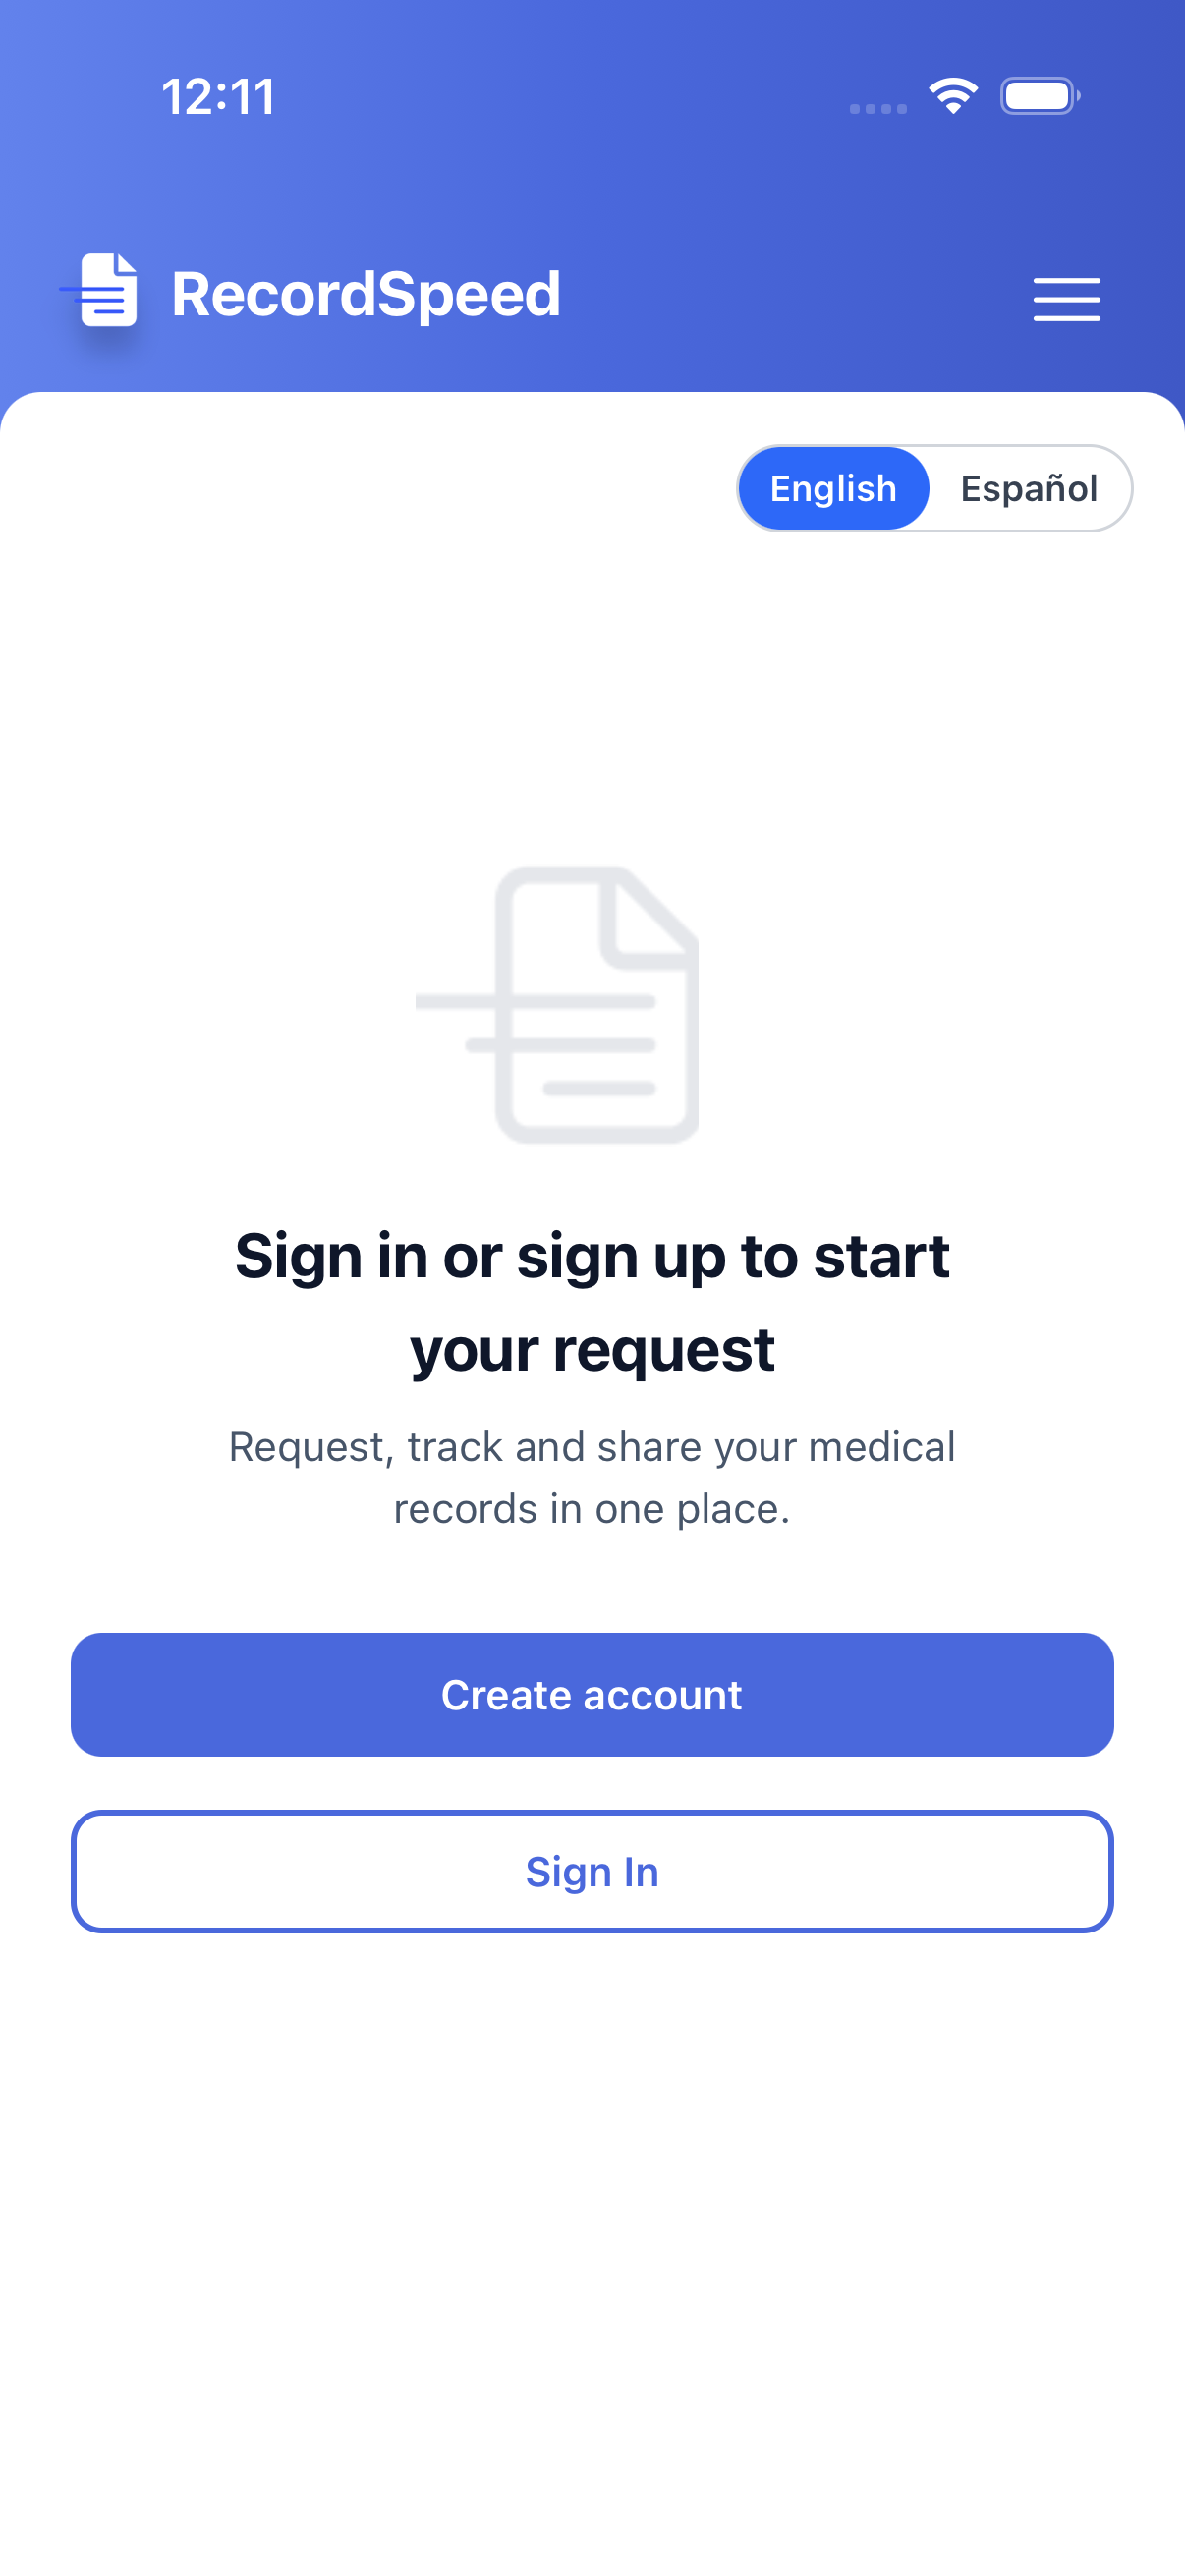 12:11
RecordSpeed
English Español
Sign in or sign up to start
your request
Request, track and share your medical
records in one place.
Create account
Sign In